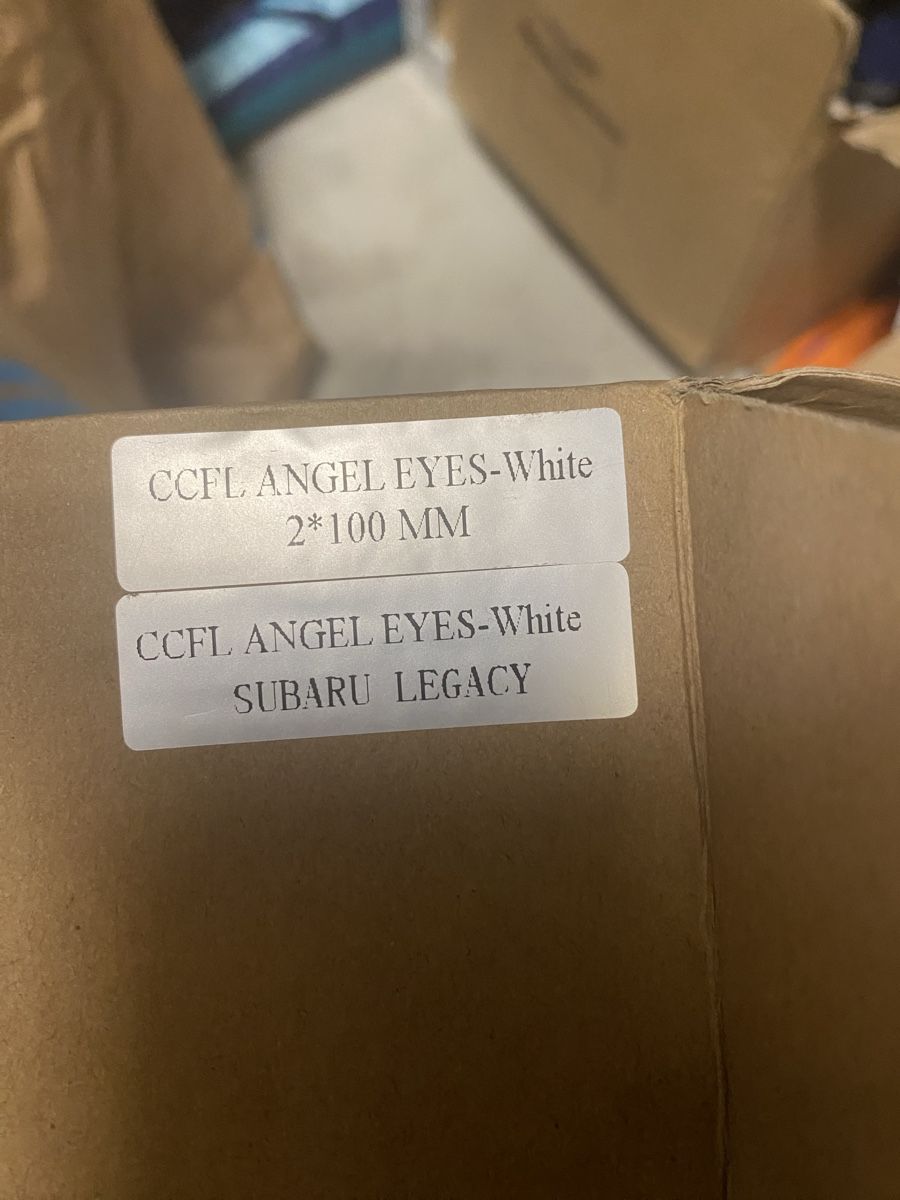 CCFL ANGEL EYES-White
2*100 MM
CCFL ANGEL EYES-White
SUBARU LEGACY